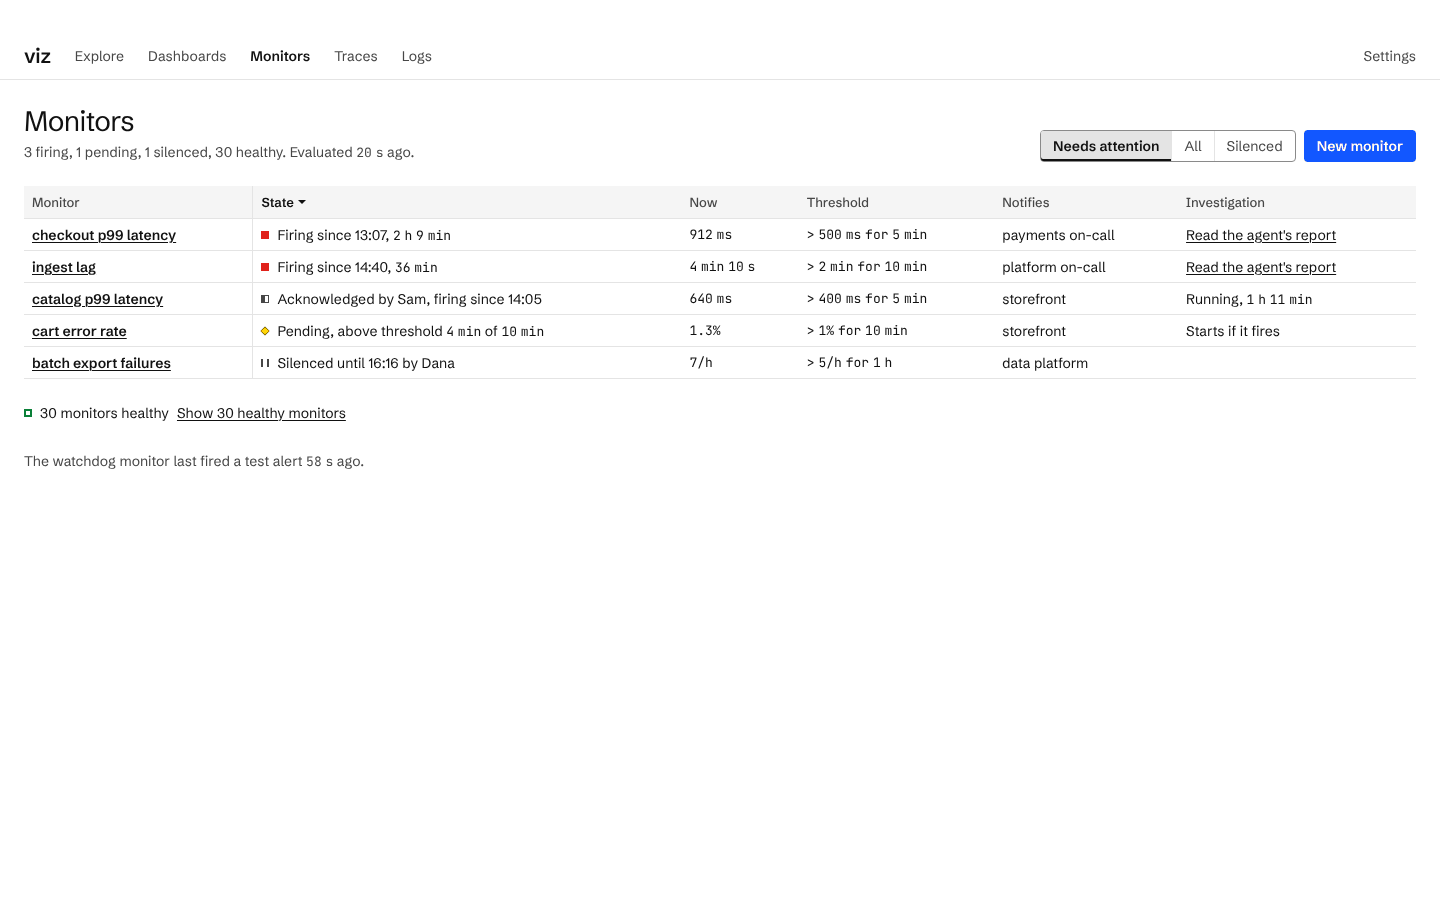 viz Explore Dashboards Monitors Traces Logs Settings
Monitors
3 firing, 1 pending, 1 silenced, 30 healthy. Evaluated 20 s ago.
Needs attention All Silenced New monitor
Monitor State Now Threshold Notifies Investigation
checkout p99 latency Firing since 13:07, 2 h 9 min 912 ms > 500 ms for 5 min payments on-call Read the agent's report
ingest lag Firing since 14:40, 36 min 4 min 10 s > 2 min for 10 min platform on-call Read the agent's report
catalog p99 latency Acknowledged by Sam, firing since 14:05 640 ms > 400 ms for 5 min storefront Running, 1 h 11 min
cart error rate Pending, above threshold 4 min of 10 min 1.3% > 1% for 10 min storefront Starts if it fires
batch export failures Silenced until 16:16 by Dana 7/h > 5/h for 1 h data platform
30 monitors healthy Show 30 healthy monitors
The watchdog monitor last fired a test alert 58 s ago.